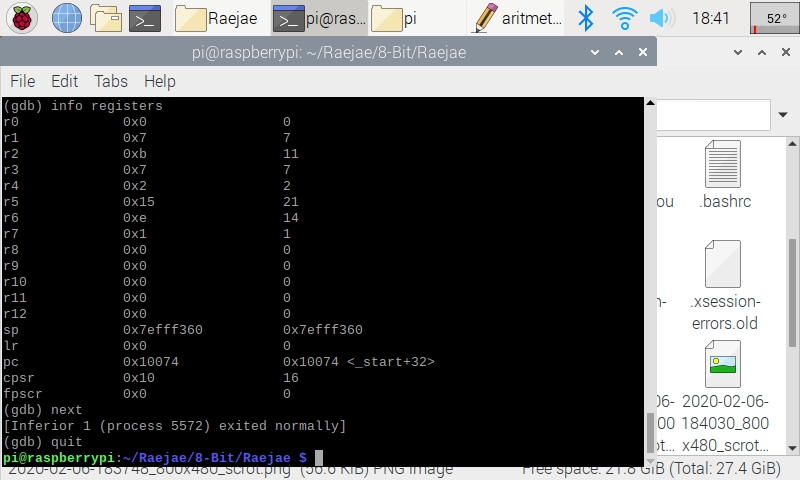 Raejae
pi@ras...
pi
aritmet...
18:41
52°
pi@raspberrypi: ~/Raejae/8-Bit/Raejae
File Edit Tabs Help
(gdb) info registers
r0 0x0 0
r1 0x7 7
r2 0xb 11
r3 0x7 7
r4 0x2 2
r5 0x15 21
r6 0xe 14
r7 0x1 1
r8 0x0 0
r9 0x0 0
r10 0x0 0
r11 0x0 0
r12 0x0 0
sp 0x7efff360 0x7efff360
lr 0x0 0
pc 0x10074 0x10074 <_start+32>
cpsr 0x10 16
fpscr 0x0 0
(gdb) next
[Inferior 1 (process 5572) exited normally]
(gdb) quit
pi@raspberrypi:~/Raejae/8-Bit/Raejae $
ou
.bashrc
n-
.xsession-
errors.old
06-
2020-02-06-
00
184030_800
ot...
x480_scrot...
2020-02-06-183748_800x480_scrot.png (56.6 KiB) PNG image
Free space: 21.8 GiB (Total: 27.4 GiB)